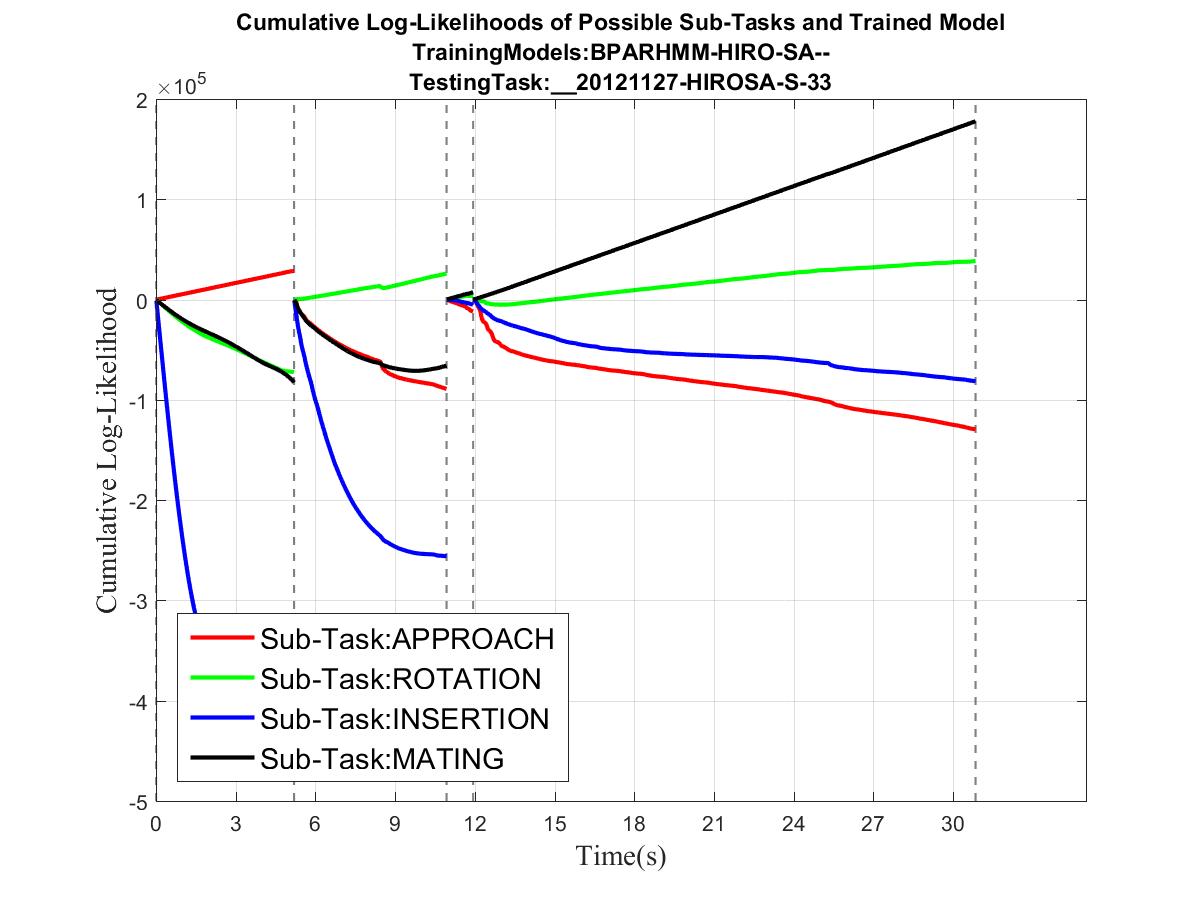 Cumulative Log-Likelihoods of Possible Sub-Tasks and Trained Model
TrainingModels:BPARHMM-HIRO-SA--
TestingTask:__20121127-HIROSA-S-33
×10⁵
2
1
0
-1
-2
-3
-4
-5
Cumulative Log-Likelihood
Sub-Task:APPROACH
Sub-Task:ROTATION
Sub-Task:INSERTION
Sub-Task:MATING
0 3 6 9 12 15 18 21 24 27 30
Time(s)